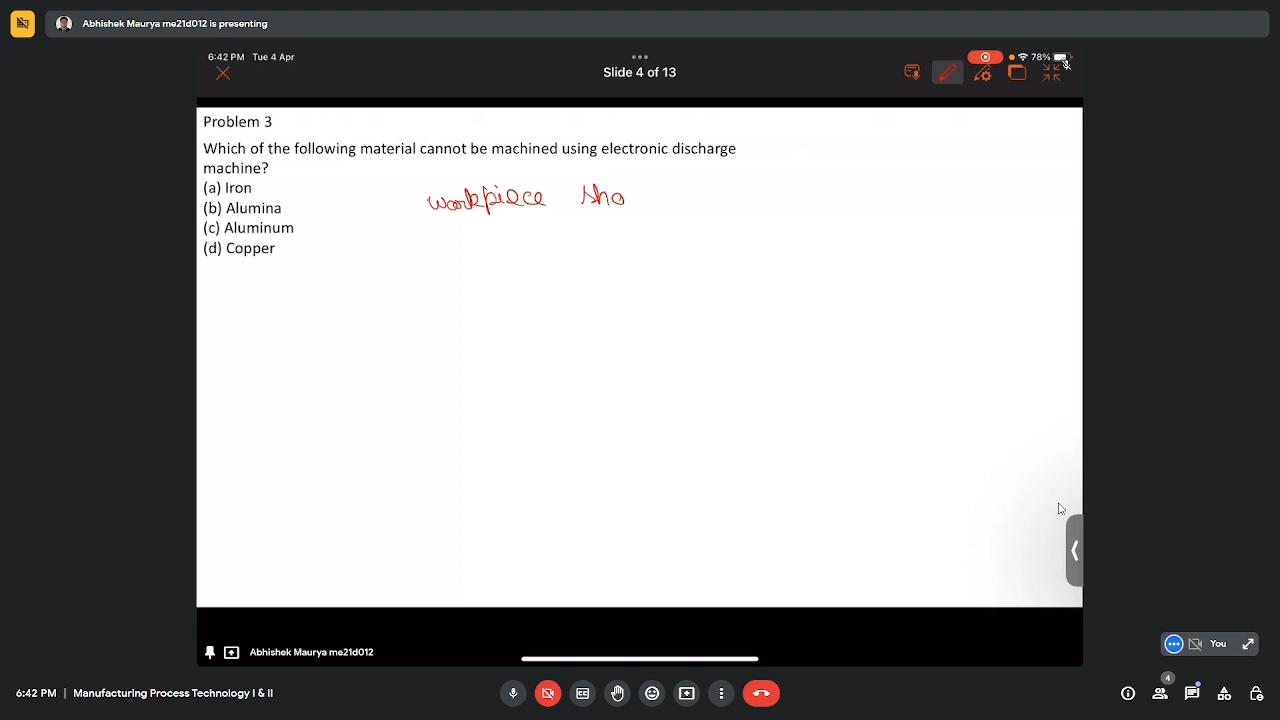 Abhishek Maurya me21d012 is presenting
6:42 PM Tue 4 Apr
78%
Slide 4 of 13
Problem 3
Which of the following material cannot be machined using electronic discharge
machine?
(a) Iron
workpiece sho
(b) Alumina
(c) Aluminum
(d) Copper
Abhishek Maurya me21d012
You
4
6:42 PM | Manufacturing Process Technology I & II